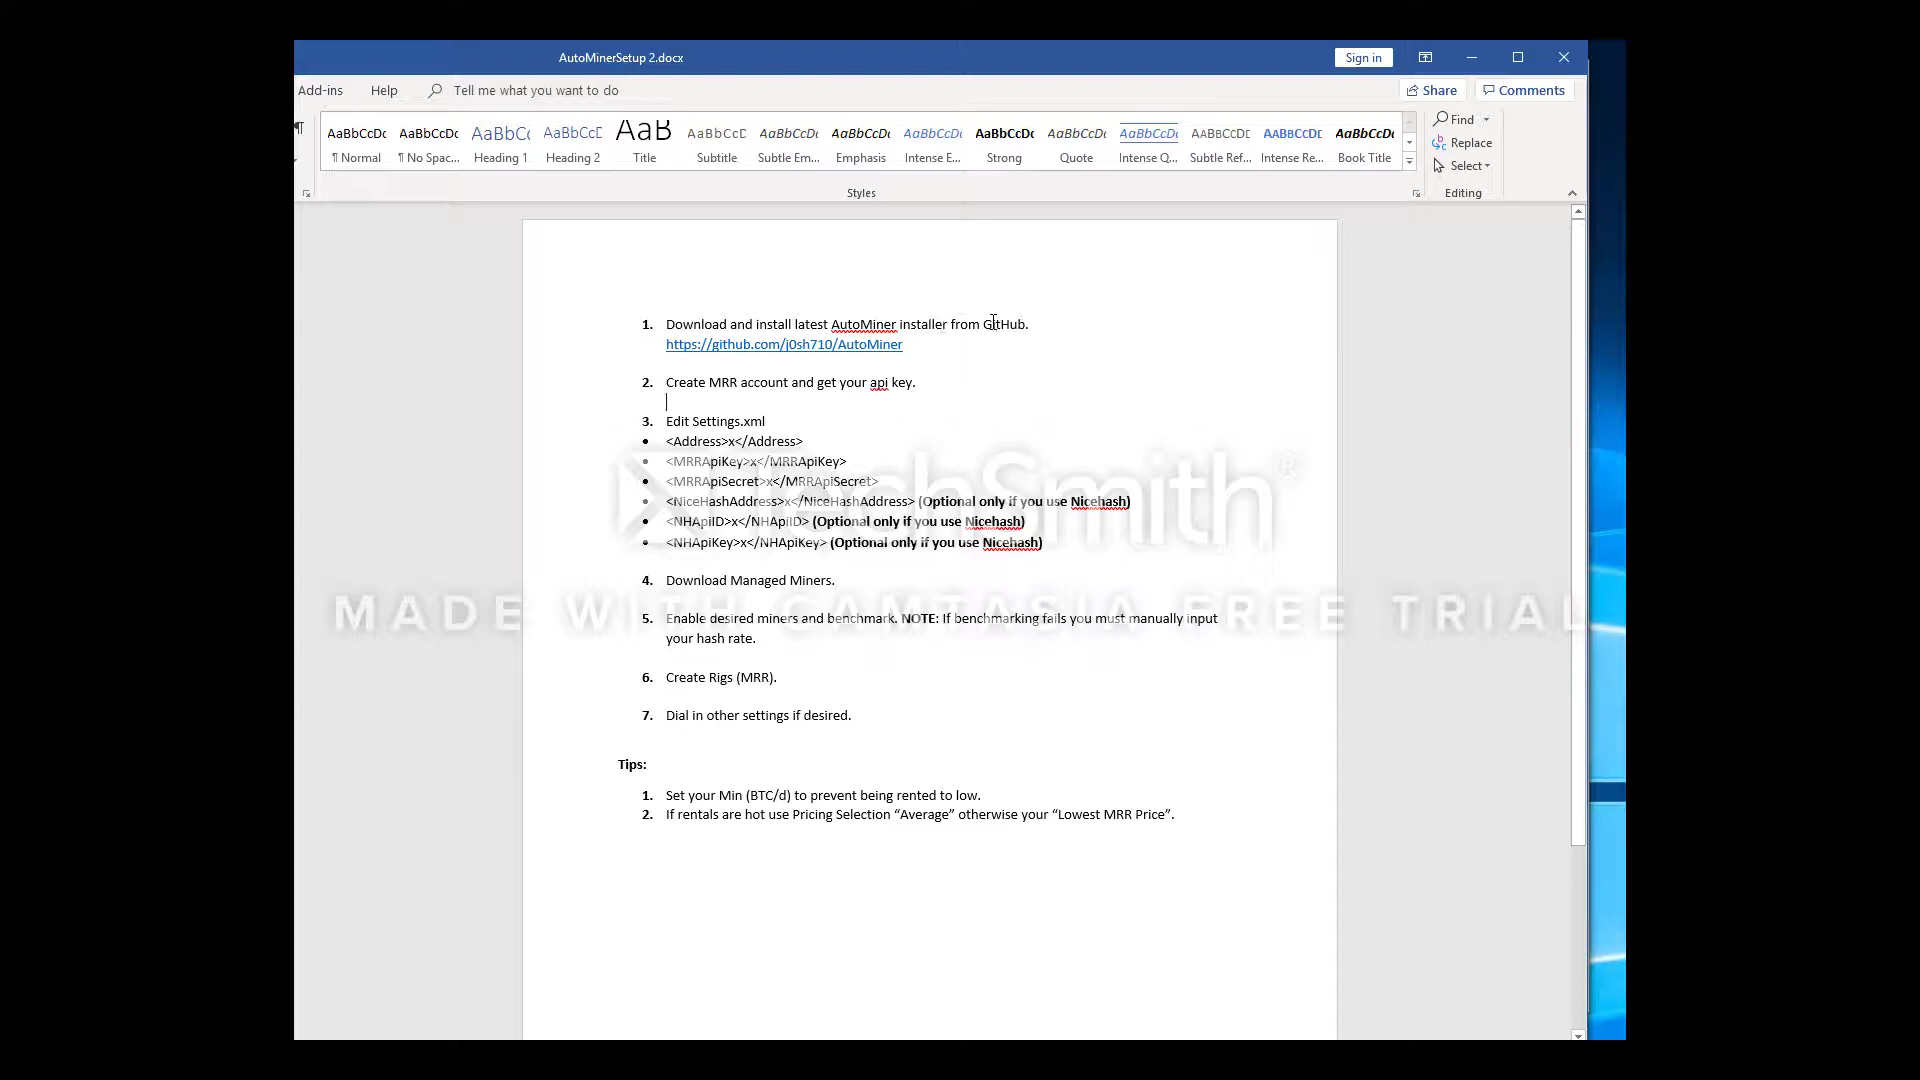 AutoMinerSetup 2.docx
Sign in
Add-ins Help Tell me what you want to do
Share Comments
AaBbCcDc AaBbCcDc AaBbCc AaBbCcD AaB AaBbCcD AaBbCcDc AaBbCcDc AaBbCcDc AaBbCcDc AaBbCcDc AaBbCcDc AABBCCDE AABBCCDE AaBbCcDc
¶ Normal ¶ No Spac... Heading 1 Heading 2 Title Subtitle Subtle Em... Emphasis Intense E... Strong Quote Intense Q... Subtle Ref... Intense Re... Book Title
Find
Replace
Select
Styles
Editing
1. Download and install latest AutoMiner installer from GitHub.
https://github.com/j0sh710/AutoMiner
2. Create MRR account and get your api key.
3. Edit Settings.xml
• <Address>x</Address>
• <MRRApiKey>x</MRRApiKey>
• <MRRApiSecret>x</MRRApiSecret>
• <NiceHashAddress>x</NiceHashAddress> (Optional only if you use Nicehash)
• <NHApiID>x</NHApiID> (Optional only if you use Nicehash)
• <NHApiKey>x</NHApiKey> (Optional only if you use Nicehash)
TechSmith®
4. Download Managed Miners.
MADE WITH CAMTASIA FREE TRIAL
5. Enable desired miners and benchmark. NOTE: If benchmarking fails you must manually input
your hash rate.
6. Create Rigs (MRR).
7. Dial in other settings if desired.
Tips:
1. Set your Min (BTC/d) to prevent being rented to low.
2. If rentals are hot use Pricing Selection “Average” otherwise your “Lowest MRR Price”.